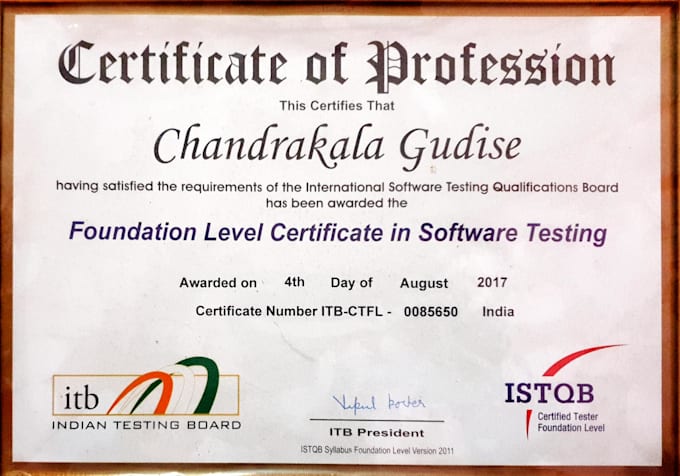 Certificate of Profession
This Certifies That
Chandrakala Gudise
having satisfied the requirements of the International Software Testing Qualifications Board
has been awarded the
Foundation Level Certificate in Software Testing
Awarded on 4th Day of August 2017
Certificate Number ITB-CTFL - 0085650 India
itb
INDIAN TESTING BOARD
ITB President
ISTQB Syllabus Foundation Level Version 2011
ISTQB
Certified Tester
Foundation Level